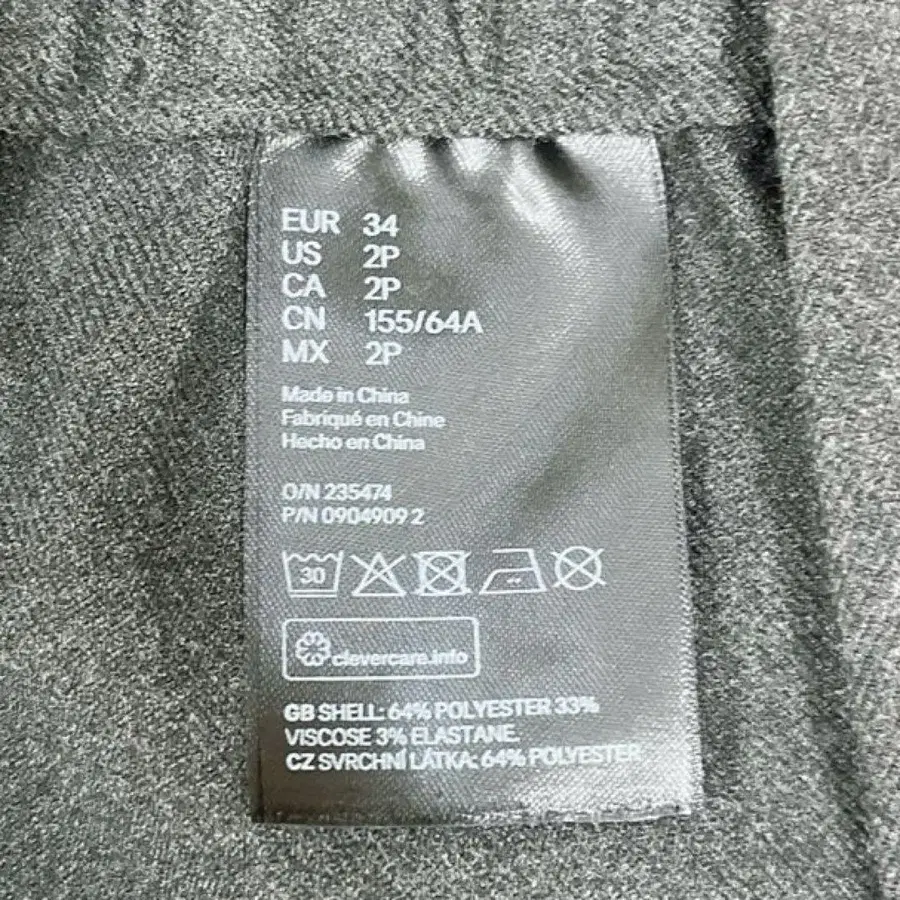 EUR 34
US 2P
CA 2P
CN 155/64A
MX 2P
Made in China
Fabriqué en Chine
Hecho en China
O/N 235474
P/N 0904909 2
30
clevercare.info
GB SHELL: 64% POLYESTER 33%
VISCOSE 3% ELASTANE.
CZ SVRCHNÍ LÁTKA: 64% POLYESTER